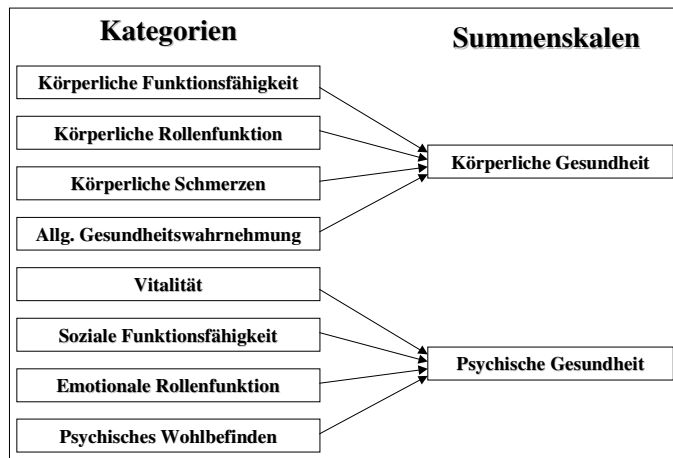 Kategorien
Summenskalen
Körperliche Funktionsfähigkeit
Körperliche Rollenfunktion
Körperliche Schmerzen
Allg. Gesundheitswahrnehmung
Körperliche Gesundheit
Vitalität
Soziale Funktionsfähigkeit
Emotionale Rollenfunktion
Psychisches Wohlbefinden
Psychische Gesundheit